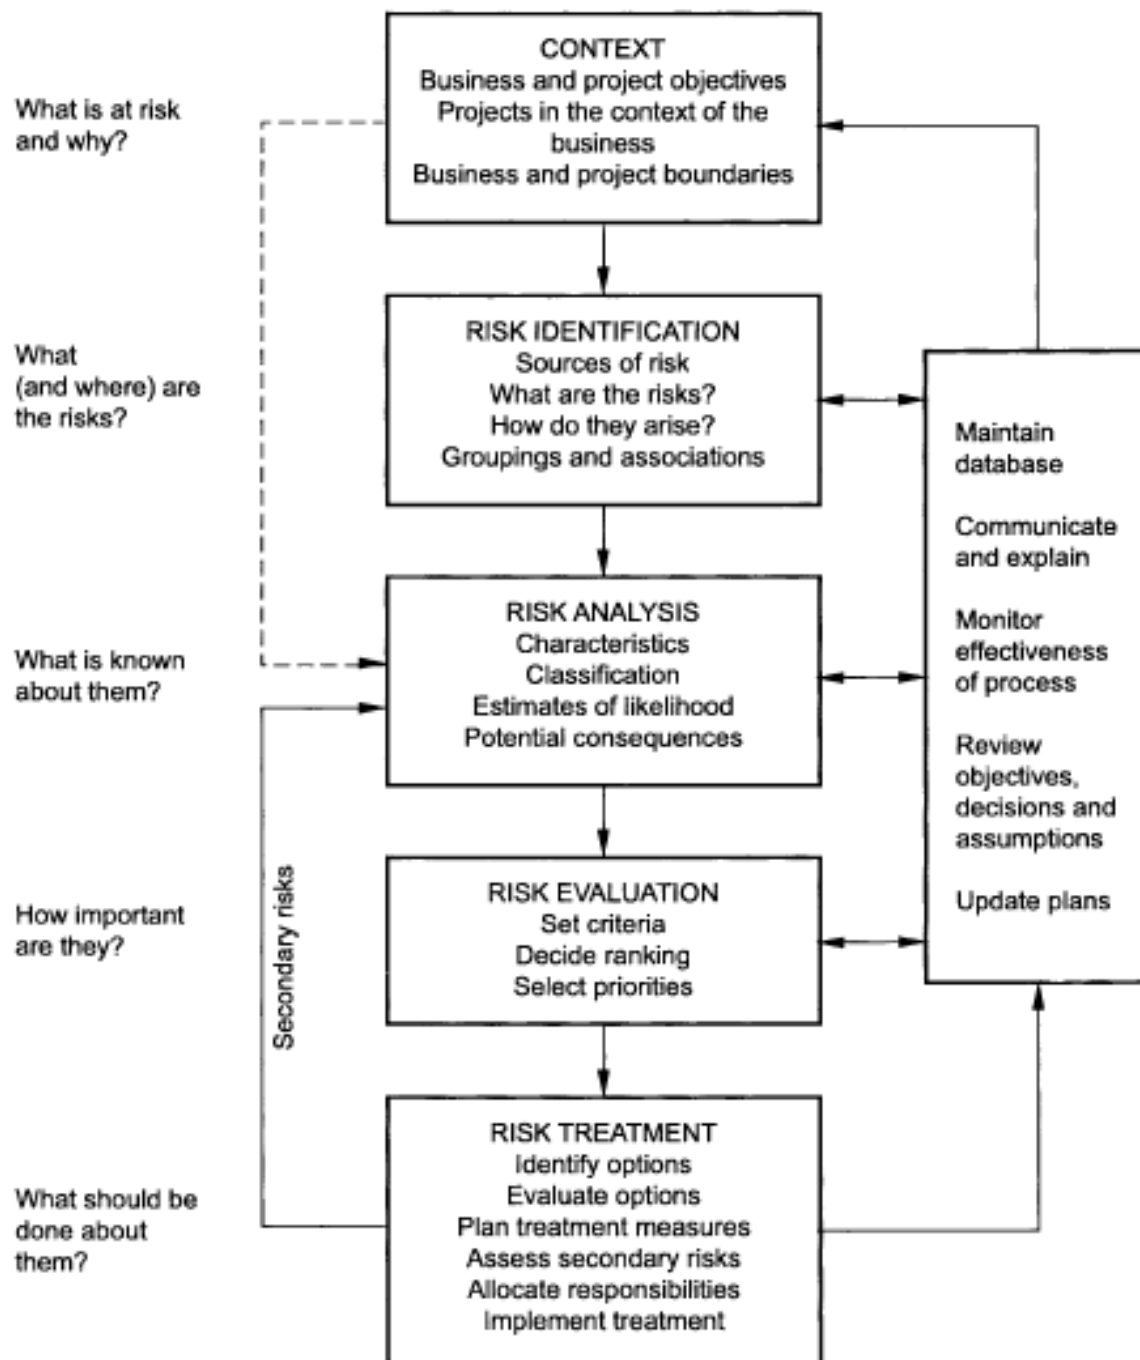 What is at risk
and why?
CONTEXT
Business and project objectives
Projects in the context of the
business
Business and project boundaries
What
(and where) are
the risks?
RISK IDENTIFICATION
Sources of risk
What are the risks?
How do they arise?
Groupings and associations
What is known
about them?
RISK ANALYSIS
Characteristics
Classification
Estimates of likelihood
Potential consequences
How important
are they?
Secondary risks
RISK EVALUATION
Set criteria
Decide ranking
Select priorities
What should be
done about
them?
RISK TREATMENT
Identify options
Evaluate options
Plan treatment measures
Assess secondary risks
Allocate responsibilities
Implement treatment
Maintain
database
Communicate
and explain
Monitor
effectiveness
of process
Review
objectives,
decisions and
assumptions
Update plans